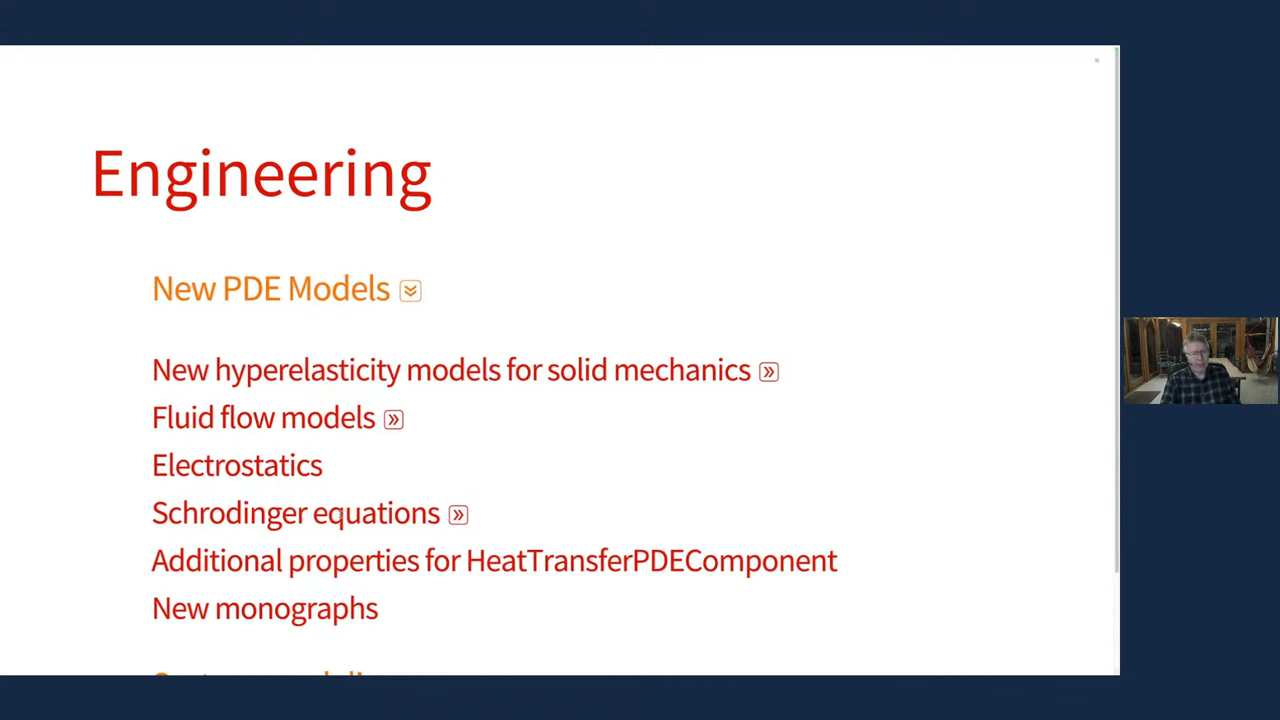 Engineering
New PDE Models
New hyperelasticity models for solid mechanics
Fluid flow models
Electrostatics
Schrodinger equations
Additional properties for HeatTransferPDEComponent
New monographs